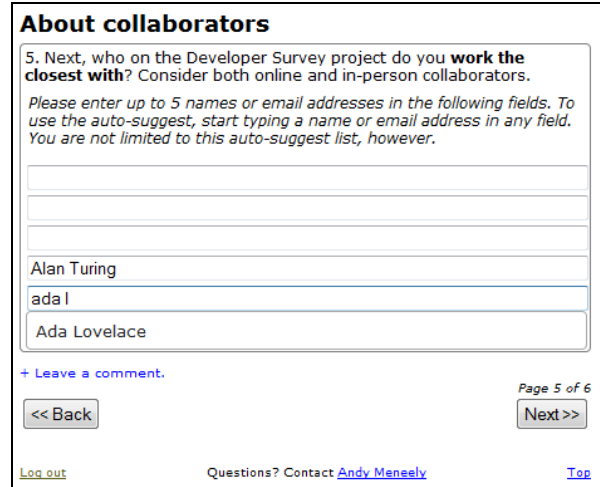 About collaborators
5. Next, who on the Developer Survey project do you work the
closest with? Consider both online and in-person collaborators.
Please enter up to 5 names or email addresses in the following fields. To
use the auto-suggest, start typing a name or email address in any field.
You are not limited to this auto-suggest list, however.
Alan Turing
ada l
Ada Lovelace
+ Leave a comment.
Page 5 of 6
<< Back
Next >>
Log out
Questions? Contact Andy Meneely
Top